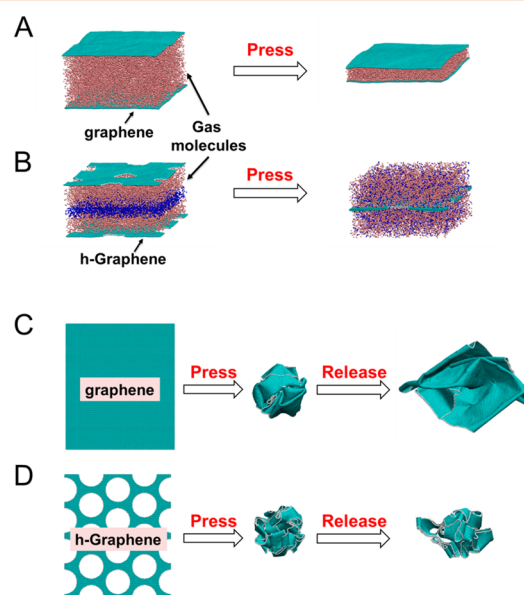 A
Press
graphene
Gas
molecules
B
Press
h-Graphene
C
graphene
Press
Release
D
h-Graphene
Press
Release